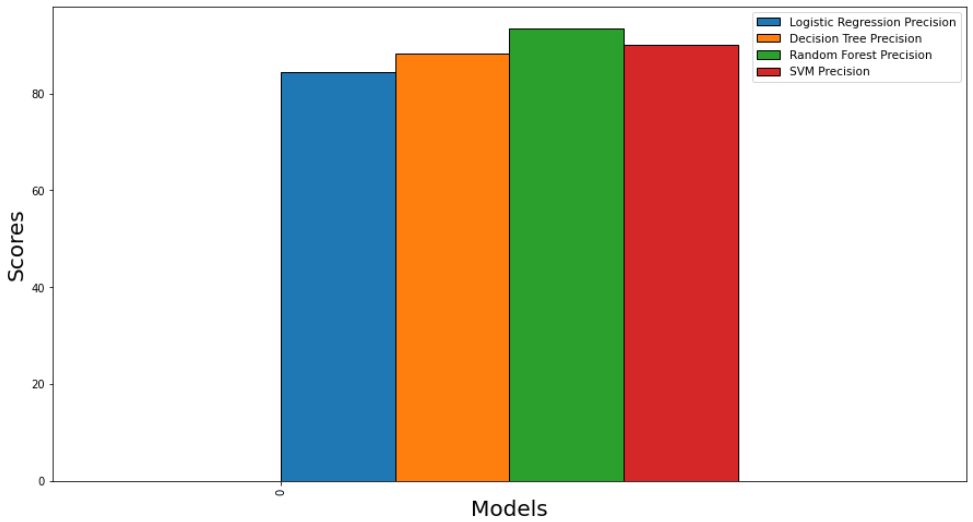 Logistic Regression Precision
Decision Tree Precision
Random Forest Precision
SVM Precision
80
60
40
20
0
Scores
0
Models